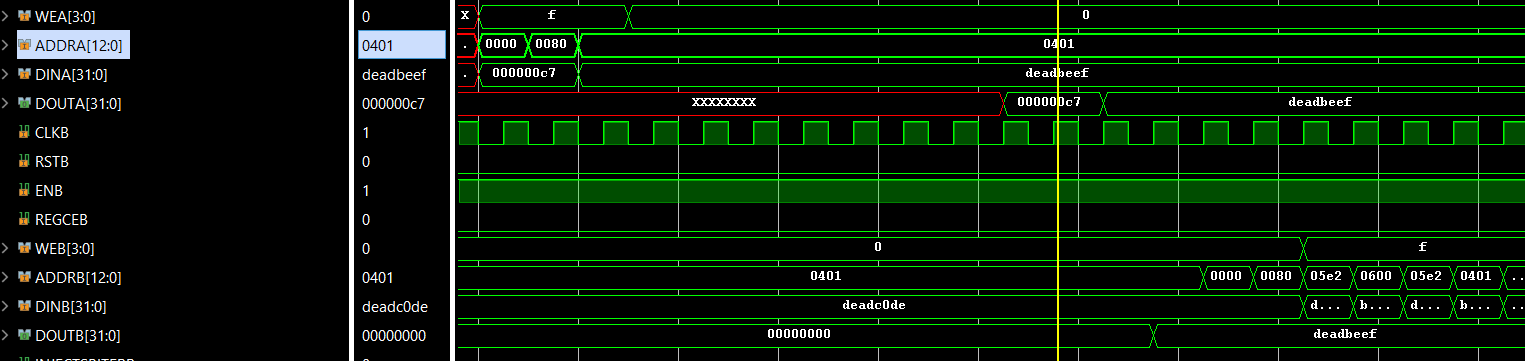 WEA[3:0] 0 X f 0
ADDRA[12:0] 0401 . 0000 0080 0401
DINA[31:0] deadbeef . 000000c7 deadbeef
DOUTA[31:0] 000000c7 XXXXXXXX 000000c7 deadbeef
CLKB 1
RSTB 0
ENB 1
REGCEB 0
WEB[3:0] 0 0 f
ADDRB[12:0] 0401 0401 0000 0080 05e2 0600 05e2 0401 ..
DINB[31:0] deadc0de deadc0de d... b... d... b...
DOUTB[31:0] 00000000 00000000 deadbeef